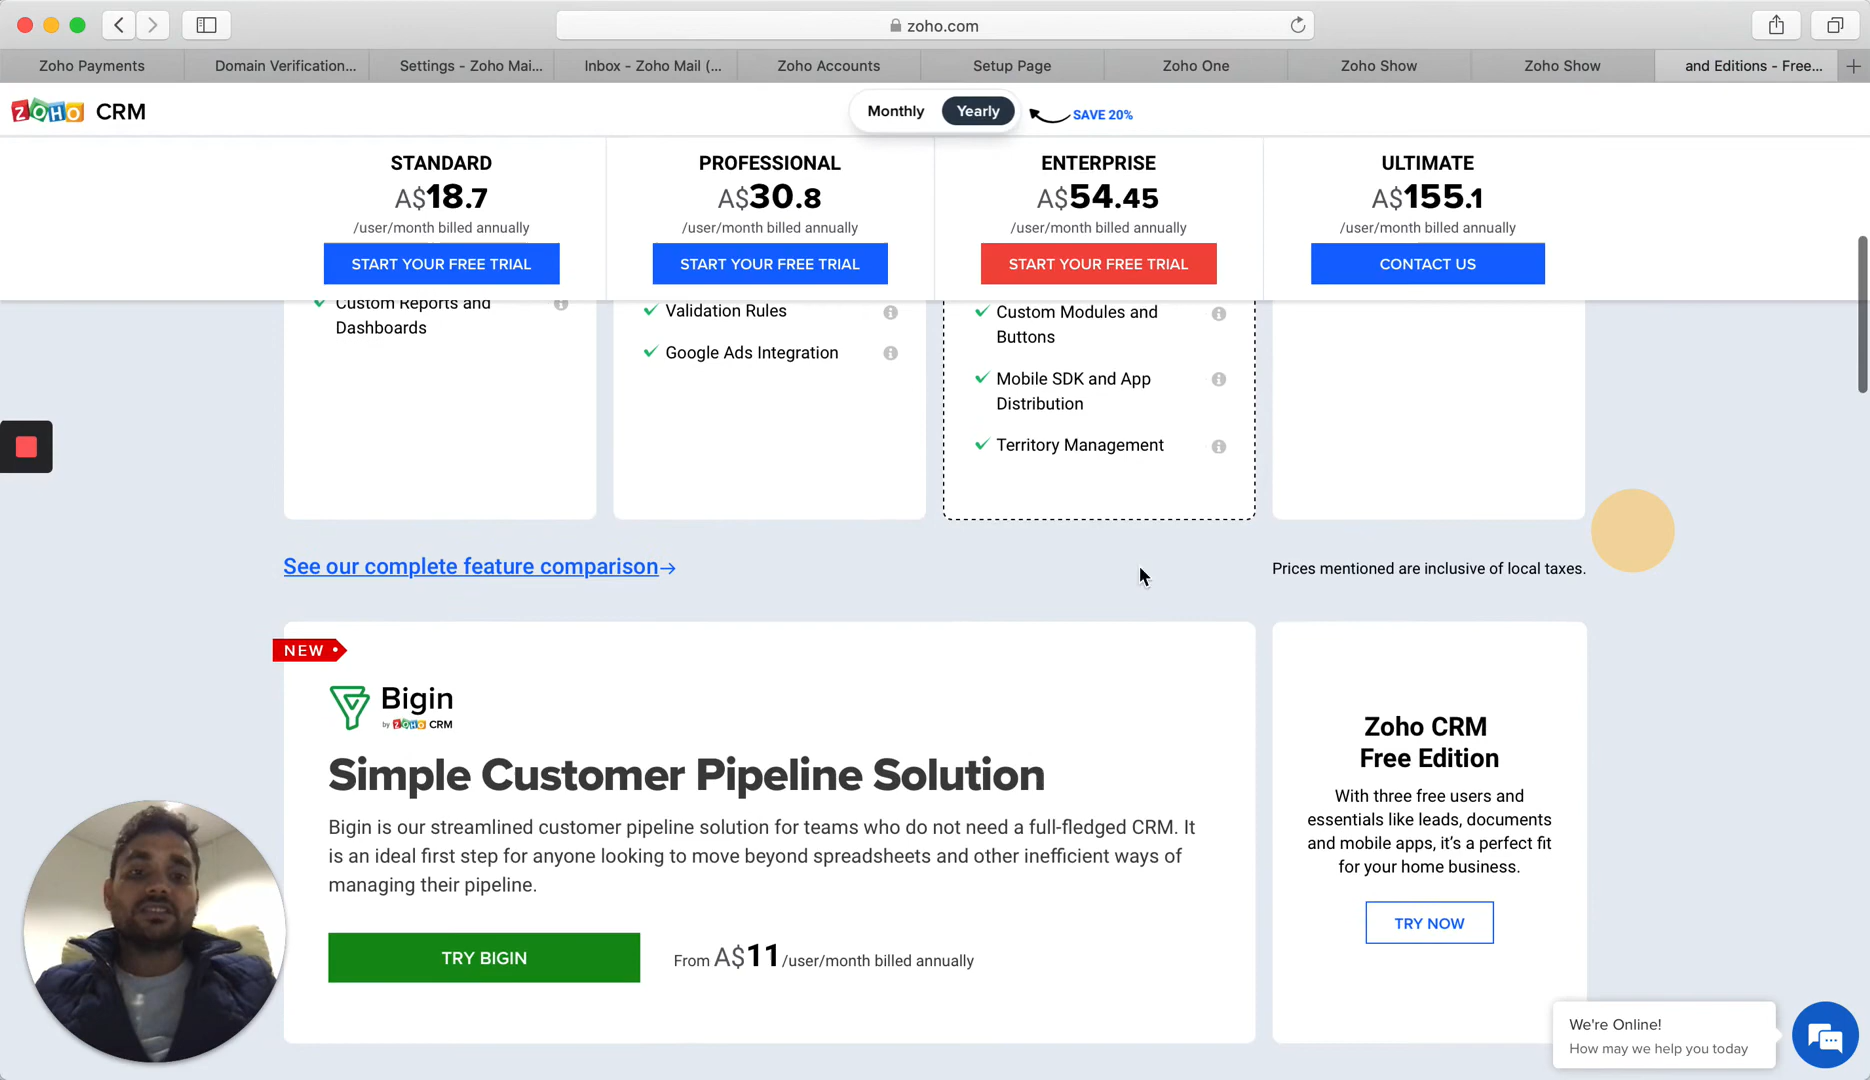 zoho.com
Zoho Payments
Domain Verification...
Settings - Zoho Mai...
Inbox - Zoho Mail (...
Zoho Accounts
Setup Page
Zoho One
Zoho Show
Zoho Show
and Editions - Free...
ZOHO CRM
Monthly
Yearly
SAVE 20%
STANDARD
A$18.7
/user/month billed annually
START YOUR FREE TRIAL
PROFESSIONAL
A$30.8
/user/month billed annually
START YOUR FREE TRIAL
ENTERPRISE
A$54.45
/user/month billed annually
START YOUR FREE TRIAL
ULTIMATE
A$155.1
/user/month billed annually
CONTACT US
Custom Reports and
Dashboards
Validation Rules
Google Ads Integration
Custom Modules and
Buttons
Mobile SDK and App
Distribution
Territory Management
See our complete feature comparison→
Prices mentioned are inclusive of local taxes.
NEW
Bigin
by ZOHO CRM
Simple Customer Pipeline Solution
Bigin is our streamlined customer pipeline solution for teams who do not need a full-fledged CRM. It
is an ideal first step for anyone looking to move beyond spreadsheets and other inefficient ways of
managing their pipeline.
TRY BIGIN
From A$11/user/month billed annually
Zoho CRM
Free Edition
With three free users and
essentials like leads, documents
and mobile apps, it's a perfect fit
for your home business.
TRY NOW
We're Online!
How may we help you today